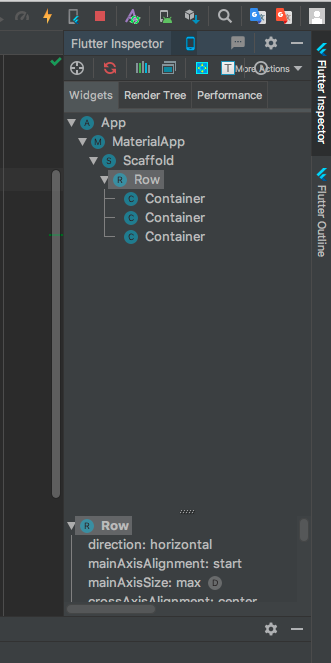 Flutter Inspector
More Actions
Widgets Render Tree Performance
A App
M MaterialApp
S Scaffold
R Row
C Container
C Container
C Container
R Row
direction: horizontal
mainAxisAlignment: start
mainAxisSize: max D
crossAxisAlignment: center
Flutter Inspector
Flutter Outline